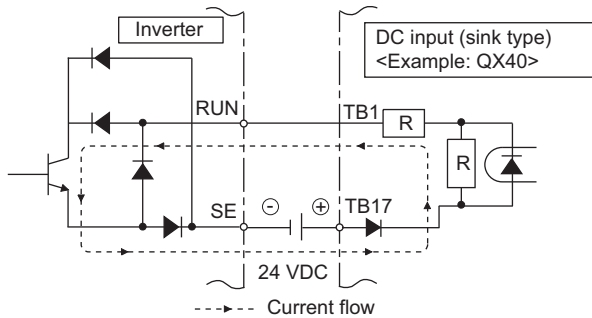 Inverter
DC input (sink type)
<Example: QX40>
RUN
TB1
R
R
SE
⊖
⊕
TB17
24 VDC
Current flow